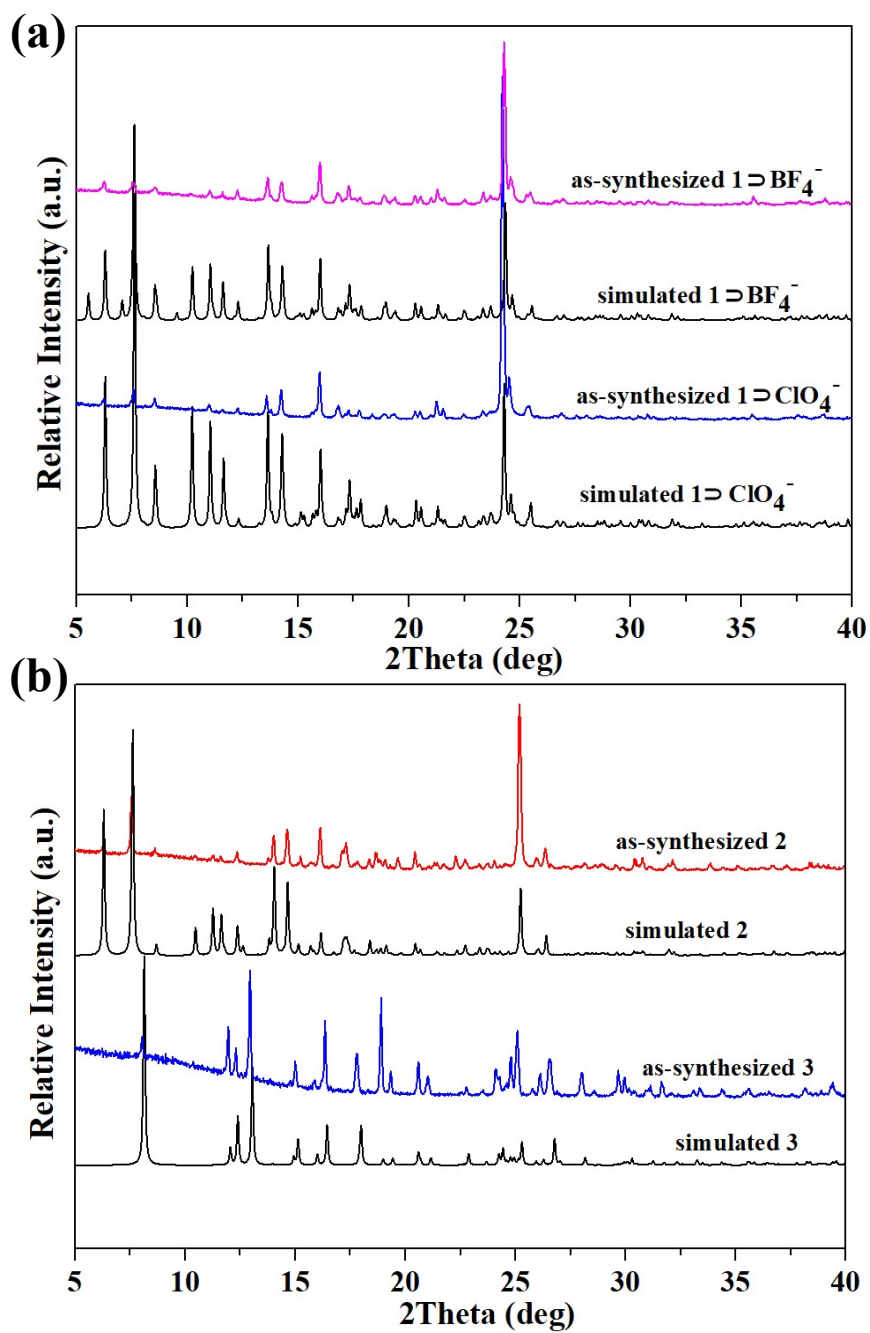 (a)
Relative Intensity (a.u.)
as-synthesized 1⊃BF₄⁻
simulated 1⊃BF₄⁻
as-synthesized 1⊃ClO₄⁻
simulated 1⊃ ClO₄⁻
5 10 15 20 25 30 35 40
2Theta (deg)
(b)
Relative Intensity (a.u.)
as-synthesized 2
simulated 2
as-synthesized 3
simulated 3
5 10 15 20 25 30 35 40
2Theta (deg)